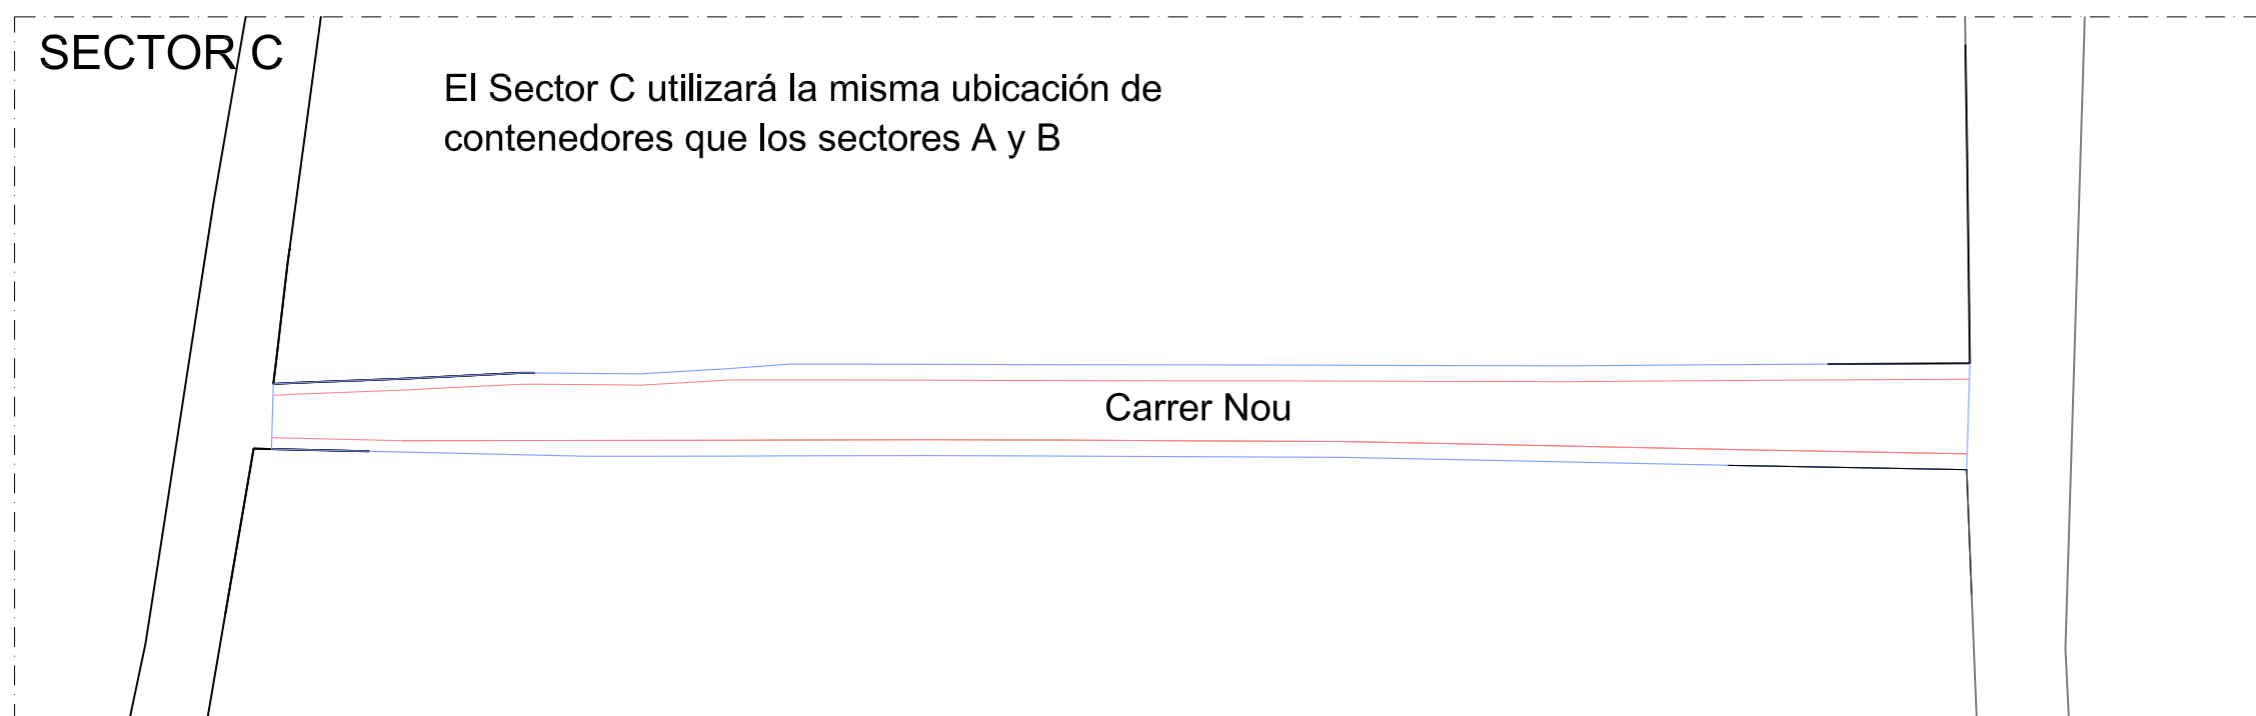 SECTOR C
El Sector C utilizará la misma ubicación de
contenedores que los sectores A y B
Carrer Nou